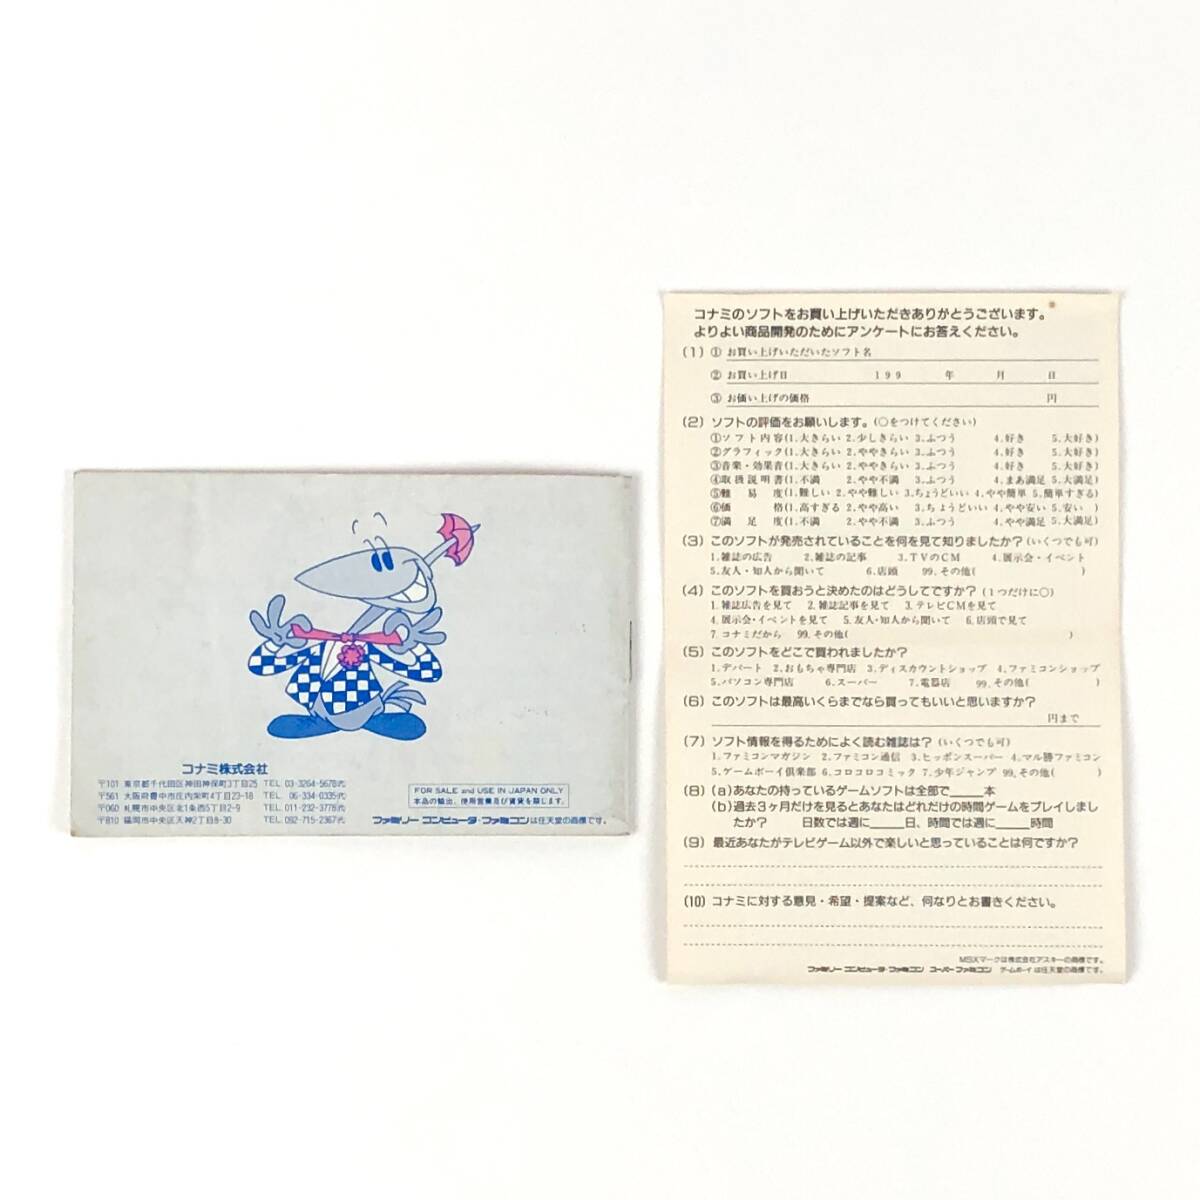 コナミ株式会社
〒101 東京都千代田区神田神保町3丁目25 TEL 03-3264-5678㈹
〒561 大阪府豊中市庄内栄町4丁目23-18 TEL 06-334-0335㈹
〒060 札幌市中央区北1条西5丁目2-9 TEL 011-232-3778㈹
〒810 福岡市中央区天神2丁目8-30 TEL 092-715-2367㈹
FOR SALE and USE IN JAPAN ONLY
本品の輸出、使用営業及び賃貸を禁じます。
ファミリーコンピュータ・ファミコンは任天堂の商標です。
コナミのソフトをお買い上げいただきありがとうございます。
よりよい商品開発のためにアンケートにお答えください。
(1) ① お買い上げいただいたソフト名
② お買い上げ日 199 年 月 日
③ お価い上げの価格 円
(2) ソフトの評価をお願いします。(○をつけてください)
①ソフト内容(1.大きらい 2.少しきらい 3.ふつう 4.好き 5.大好き)
②グラフィック(1.大きらい 2.ややきらい 3.ふつう 4.好き 5.大好き)
③音楽・効果音(1.大きらい 2.ややきらい 3.ふつう 4.好き 5.大好き)
④取扱説明書(1.不満 2.やや不満 3.ふつう 4.まあ満足 5.大満足)
⑤難易度(1.難しい 2.やや難しい 3.ちょうどいい 4.やや簡単 5.簡単すぎる)
⑥価格(1.高すぎる 2.やや高い 3.ちょうどいい 4.やや安い 5.安い)
⑦満足度(1.不満 2.やや不満 3.ふつう 4.やや満足 5.大満足)
(3) このソフトが発売されていることを何を見て知りましたか?(いくつでも可)
1.雑誌の広告 2.雑誌の記事 3.TVのCM 4.展示会・イベント
5.友人・知人から聞いて 6.店頭 99.その他( )
(4) このソフトを買おうと決めたのはどうしてですか?(1つだけに○)
1.雑誌広告を見て 2.雑誌記事を見て 3.テレビCMを見て
4.展示会・イベントを見て 5.友人・知人から聞いて 6.店頭で見て
7.コナミだから 99.その他( )
(5) このソフトをどこで買われましたか?
1.デパート 2.おもちゃ専門店 3.ディスカウントショップ 4.ファミコンショップ
5.パソコン専門店 6.スーパー 7.電器店 99.その他( )
(6) このソフトは最高いくらまでなら買ってもいいと思いますか?
円まで
(7) ソフト情報を得るためによく読む雑誌は?(いくつでも可)
1.ファミコンマガジン 2.ファミコン通信 3.ヒッポンスーパー 4.マル勝ファミコン
5.ゲームボーイ倶楽部 6.コロコロコミック 7.少年ジャンプ 99.その他( )
(8) (a)あなたの持っているゲームソフトは全部で____本
(b)過去3ヶ月だけを見るとあなたはどれだけの時間ゲームをプレイしまし
たか? 日数では週に____日、時間では週に____時間
(9) 最近あなたがテレビゲーム以外で楽しいと思っていることは何ですか?
(10) コナミに対する意見・希望・提案など、何なりとお書きください。
MSXマークは株式会社アスキーの商標です。
ファミリーコンピュータ・ファミコン スーパーファミコン ゲームボーイは任天堂の商標です。